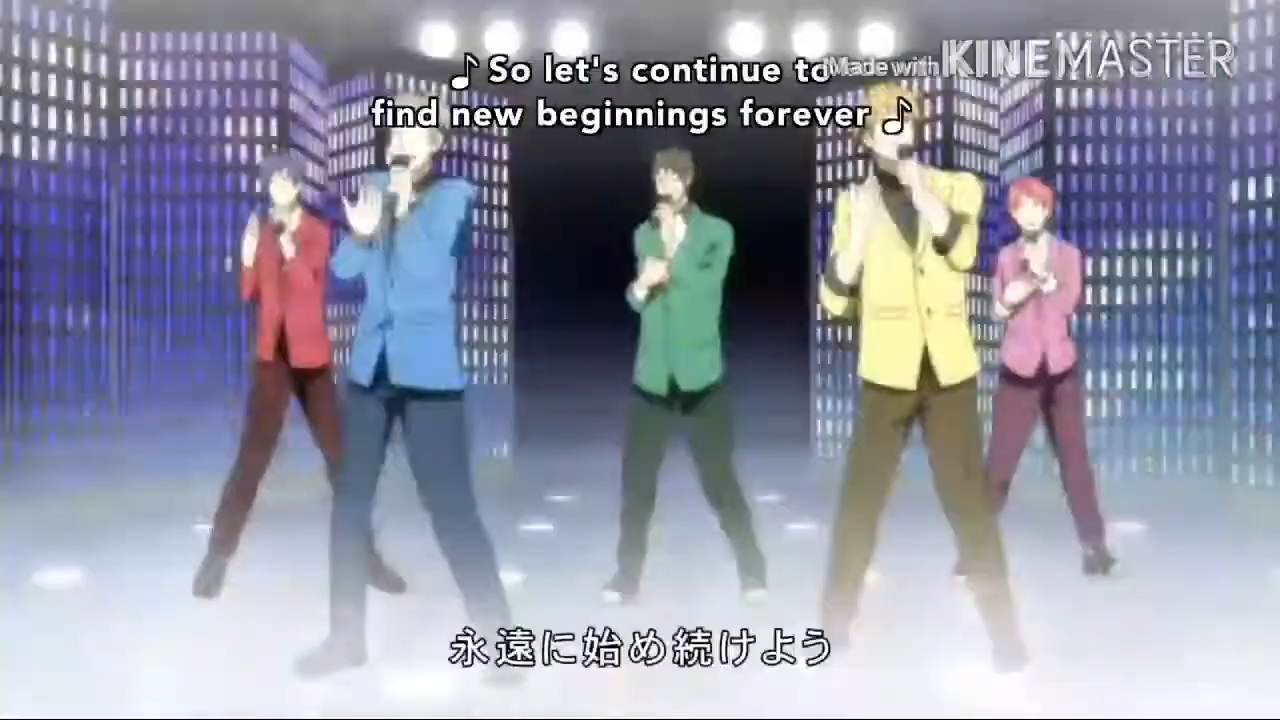 ♪ So let's continue to
Made with KINEMASTER
find new beginnings forever ♪
永遠に始め続けよう